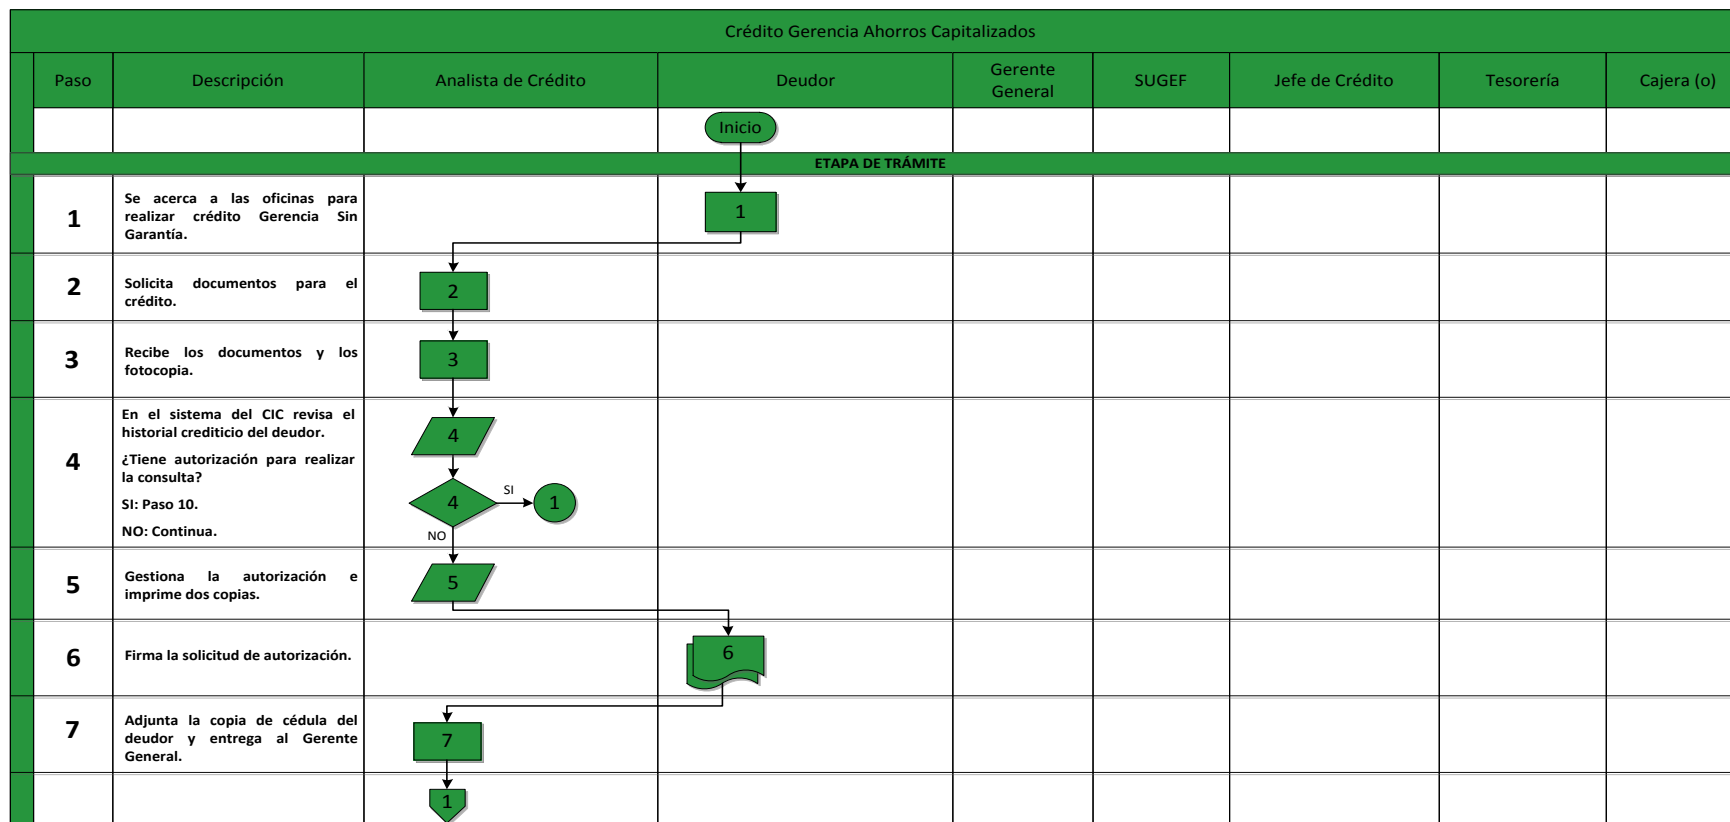 Crédito Gerencia Ahorros Capitalizados
Paso
Descripción
Analista de Crédito
Deudor
Gerente
General
SUGEF
Jefe de Crédito
Tesorería
Cajera (o)
Inicio
ETAPA DE TRÁMITE
1
Se acerca a las oficinas para
realizar crédito Gerencia Sin
Garantía.
1
2
Solicita documentos para el
crédito.
2
3
Recibe los documentos y los
fotocopia.
3
4
En el sistema del CIC revisa el
historial crediticio del deudor.
¿Tiene autorización para realizar
la consulta?
SI: Paso 10.
NO: Continua.
4
4
SI
1
NO
5
Gestiona la autorización e
imprime dos copias.
5
6
Firma la solicitud de autorización.
6
7
Adjunta la copia de cédula del
deudor y entrega al Gerente
General.
7
1